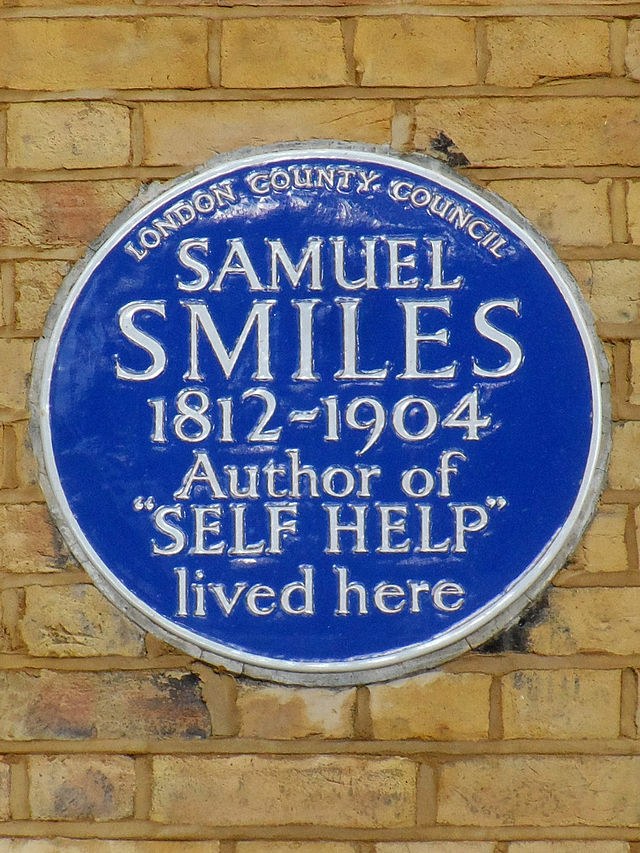 LONDON COUNTY COUNCIL
SAMUEL
SMILES
1812~1904
Author of
“SELF HELP”
lived here